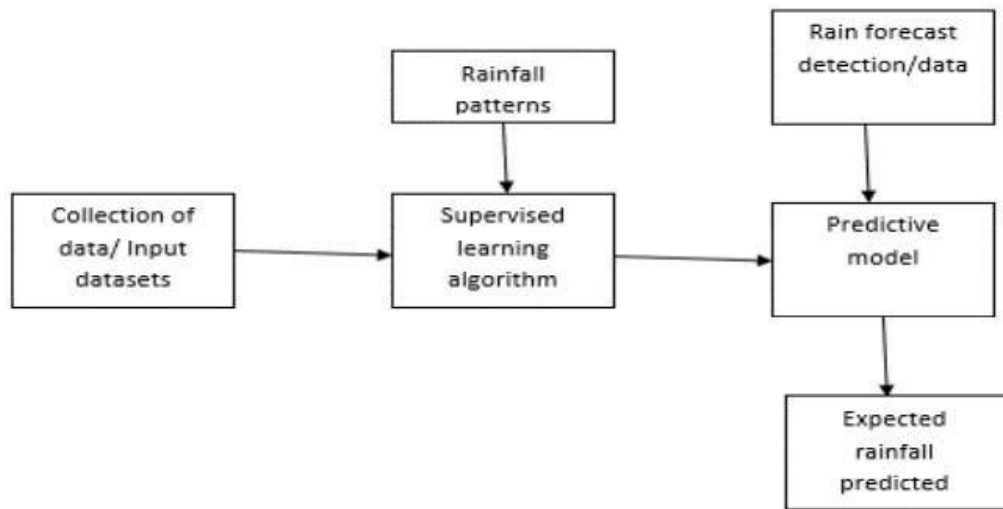 Rain forecast
detection/data
Rainfall
patterns
Collection of
data/ Input
datasets
Supervised
learning
algorithm
Predictive
model
Expected
rainfall
predicted